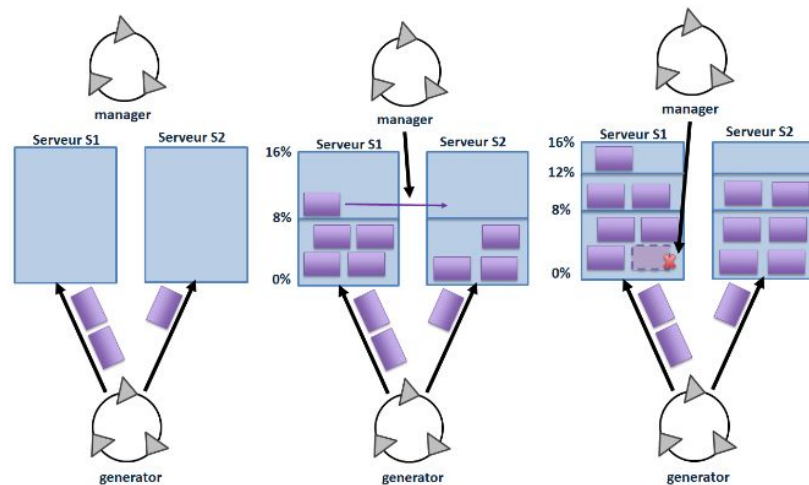 manager
Serveur S1 Serveur S2
generator
manager
Serveur S1 Serveur S2
16%
8%
0%
generator
manager
Serveur S1 Serveur S2
16%
12%
8%
0%
generator